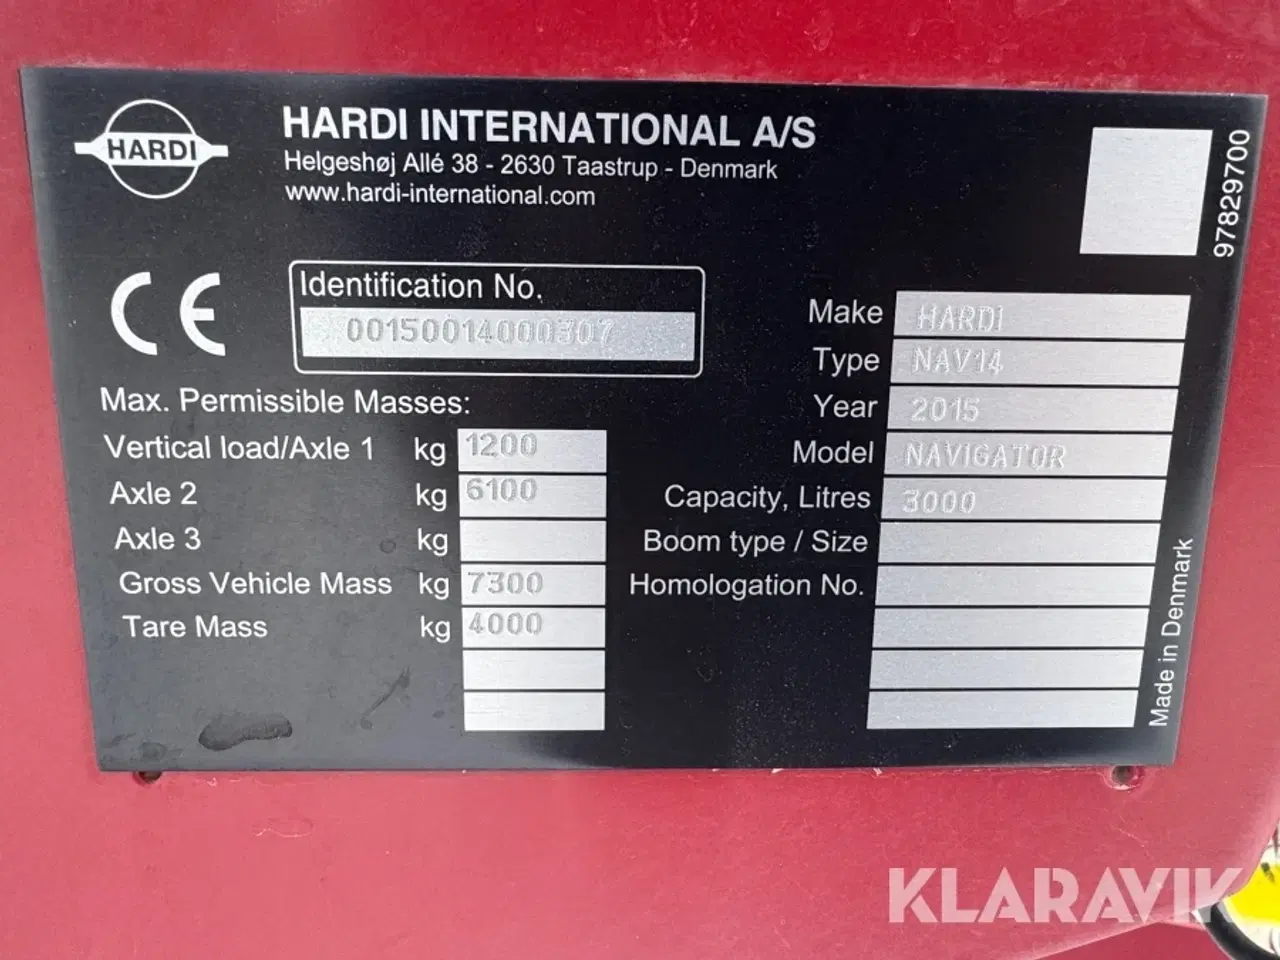 HARDI
HARDI INTERNATIONAL A/S
Helgeshøj Allé 38 - 2630 Taastrup - Denmark
www.hardi-international.com
97829700
CE
Identification No.
00150014000307
Max. Permissible Masses:
Vertical load/Axle 1 kg 1200
Axle 2 kg 6100
Axle 3 kg
Gross Vehicle Mass kg 7300
Tare Mass kg 4000
Make HARDI
Type NAV14
Year 2015
Model NAVIGATOR
Capacity, Litres 3000
Boom type / Size
Homologation No.
Made in Denmark
KLARAVIK